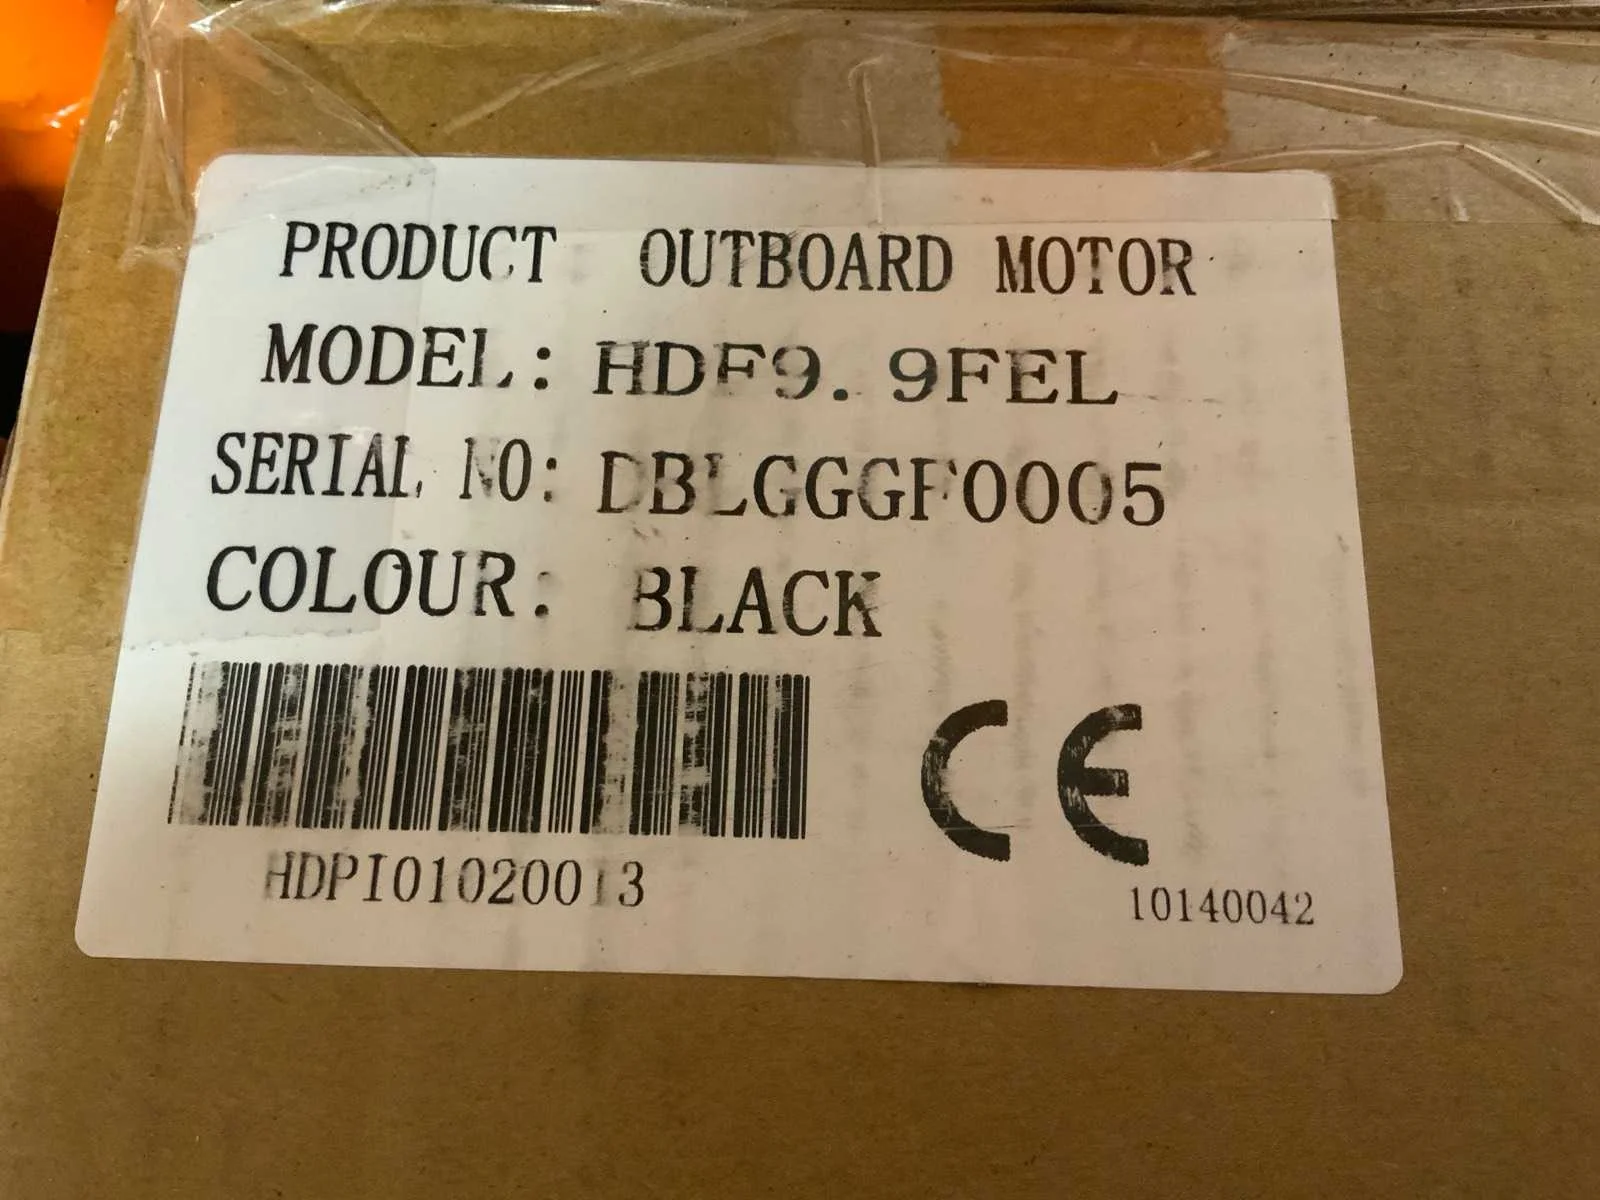 PRODUCT OUTBOARD MOTOR
MODEL: HDF9.9FEL
SERIAL NO: DBLGGGF0005
COLOUR: BLACK
HDPI01020013
CE
10140042